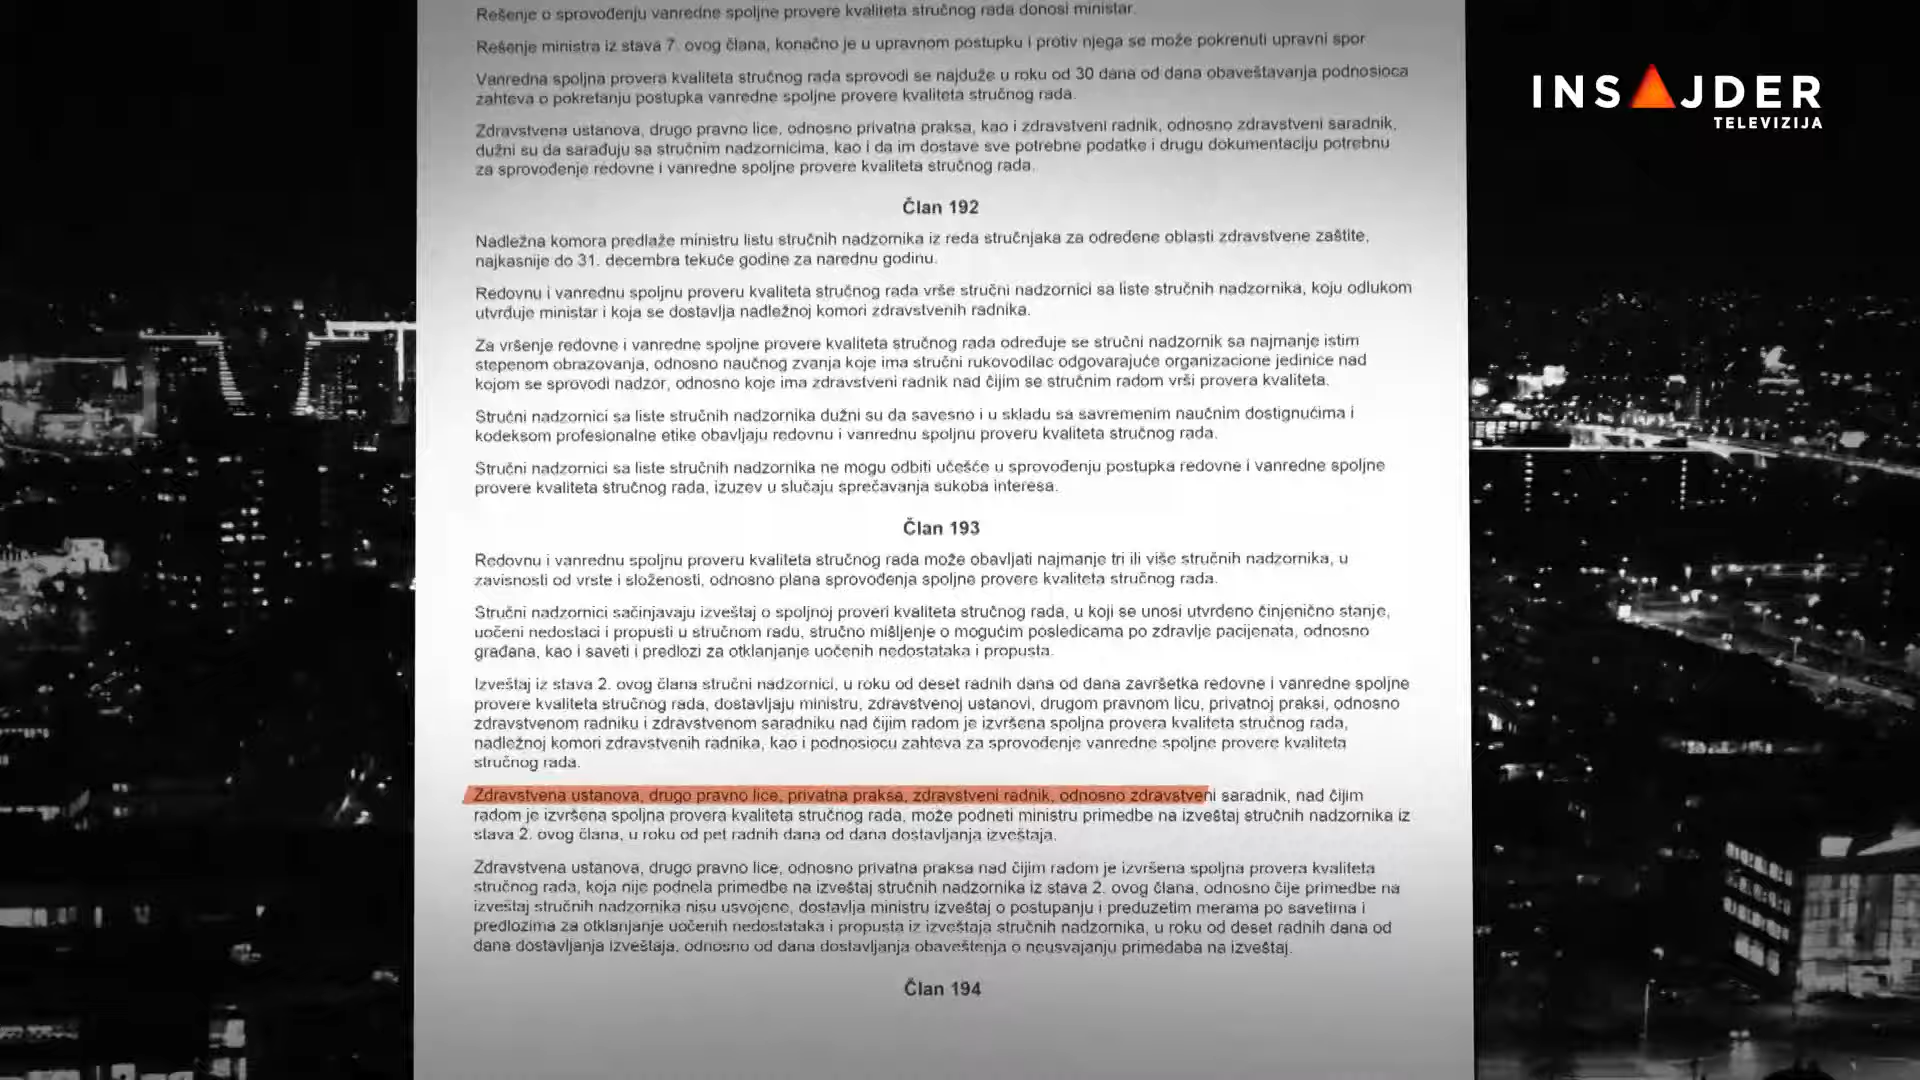 Rešenje o sprovođenju vanredne spoljne provere kvaliteta stručnog rada donosi ministar.
Rešenje ministra iz stava 7. ovog člana, konačno je u upravnom postupku i protiv njega se može pokrenuti upravni spor
Vanredna spoljna provera kvaliteta stručnog rada sprovodi se najduže u roku od 30 dana od dana obaveštavanja podnosioca
zahteva o pokretanju postupka vanredne spoljne provere kvaliteta stručnog rada.
Zdravstvena ustanova, drugo pravno lice, odnosno privatna praksa, kao i zdravstveni radnik, odnosno zdravstveni saradnik,
dužni su da sarađuju sa stručnim nadzornicima, kao i da im dostave sve potrebne podatke i drugu dokumentaciju potrebnu
za sprovođenje redovne i vanredne spoljne provere kvaliteta stručnog rada.
INSAJDER
TELEVIZIJA
Član 192
Nadležna komora predlaže ministru listu stručnih nadzornika iz reda stručnjaka za određene oblasti zdravstvene zaštite,
najkasnije do 31. decembra tekuće godine za narednu godinu.
Redovnu i vanrednu spoljnu proveru kvaliteta stručnog rada vrše stručni nadzornici sa liste stručnih nadzornika, koju odlukom
utvrđuje ministar i koja se dostavlja nadležnoj komori zdravstvenih radnika.
Za vršenje redovne i vanredne spoljne provere kvaliteta stručnog rada određuje se stručni nadzornik sa najmanje istim
stepenom obrazovanja, odnosno naučnog zvanja koje ima stručni rukovodilac odgovarajuće organizacione jedinice nad
kojom se sprovodi nadzor, odnosno koje ima zdravstveni radnik nad čijim se stručnim radom vrši provera kvaliteta.
Stručni nadzornici sa liste stručnih nadzornika dužni su da savesno i u skladu sa savremenim naučnim dostignućima i
kodeksom profesionalne etike obavljaju redovnu i vanrednu spoljnu proveru kvaliteta stručnog rada.
Stručni nadzornici sa liste stručnih nadzornika ne mogu odbiti učešće u sprovođenju postupka redovne i vanredne spoljne
provere kvaliteta stručnog rada, izuzev u slučaju sprečavanja sukoba interesa.
Član 193
Redovnu i vanrednu spoljnu proveru kvaliteta stručnog rada može obavljati najmanje tri ili više stručnih nadzornika, u
zavisnosti od vrste i složenosti, odnosno plana sprovođenja spoljne provere kvaliteta stručnog rada.
Stručni nadzornici sačinjavaju izveštaj o spoljnoj proveri kvaliteta stručnog rada, u koji se unosi utvrđeno činjenično stanje,
uočeni nedostaci i propusti u stručnom radu, stručno mišljenje o mogućim posledicama po zdravlje pacijenata, odnosno
građana, kao i saveti i predlozi za otklanjanje uočenih nedostataka i propusta.
Izveštaj iz stava 2. ovog člana stručni nadzornici, u roku od deset radnih dana od dana završetka redovne i vanredne spoljne
provere kvaliteta stručnog rada, dostavljaju ministru, zdravstvenoj ustanovi, drugom pravnom licu, privatnoj praksi, odnosno
zdravstvenom radniku i zdravstvenom saradniku nad čijim radom je izvršena spoljna provera kvaliteta stručnog rada,
nadležnoj komori zdravstvenih radnika, kao i podnosiocu zahteva za sprovođenje vanredne spoljne provere kvaliteta
stručnog rada.
Zdravstvena ustanova, drugo pravno lice, privatna praksa, zdravstveni radnik, odnosno zdravstveni saradnik, nad čijim
radom je izvršena spoljna provera kvaliteta stručnog rada, može podneti ministru primedbe na izveštaj stručnih nadzornika iz
stava 2. ovog člana, u roku od pet radnih dana od dana dostavljanja izveštaja.
Zdravstvena ustanova, drugo pravno lice, odnosno privatna praksa nad čijim radom je izvršena spoljna provera kvaliteta
stručnog rada, koja nije podnela primedbe na izveštaj stručnih nadzornika iz stava 2. ovog člana, odnosno čije primedbe na
izveštaj stručnih nadzornika nisu usvojene, dostavlja ministru izveštaj o postupanju i preduzetim merama po savetima i
predlozima za otklanjanje uočenih nedostataka i propusta iz izveštaja stručnih nadzornika, u roku od deset radnih dana od
dana dostavljanja izveštaja, odnosno od dana dostavljanja obaveštenja o neusvajanju primedaba na izveštaj.
Član 194